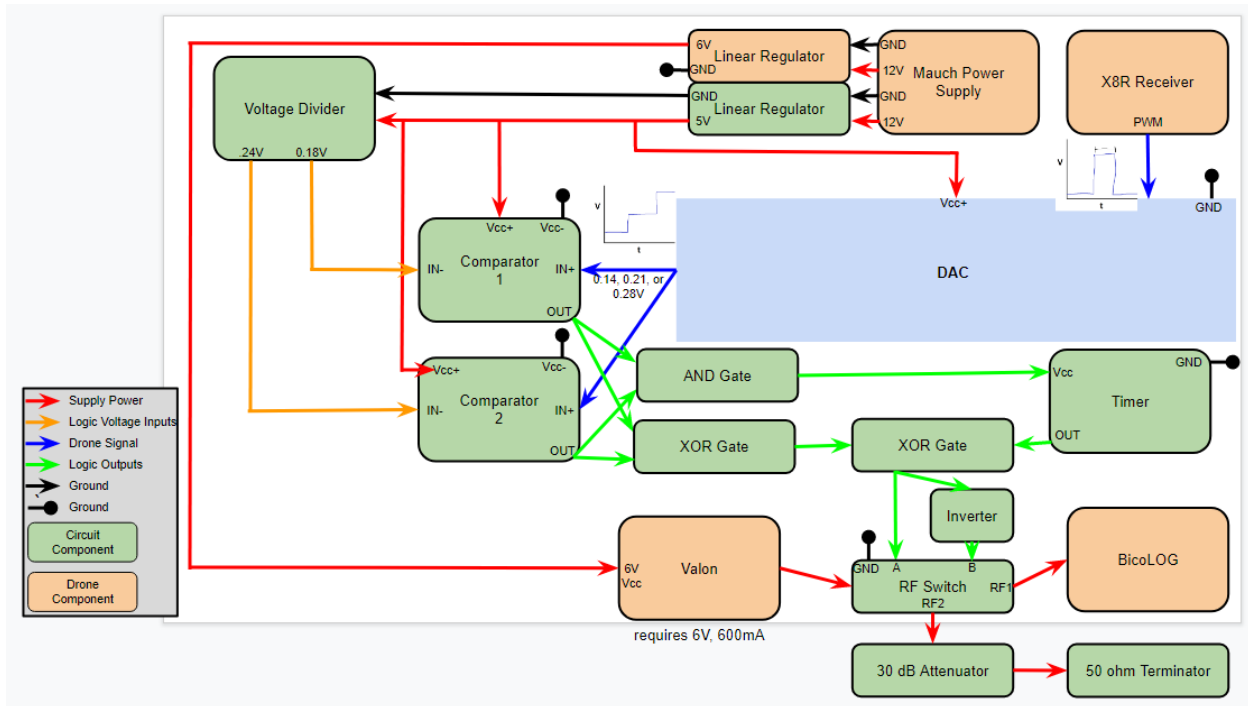 6V
GND
Linear Regulator
GND
12V
Mauch Power
Supply
GND
Linear Regulator
5V
GND
12V
X8R Receiver
PWM
Voltage Divider
.24V
0.18V
V
t
Vcc+
GND
DAC
V
t
Vcc+
Vcc-
Comparator
1
IN-
IN+
OUT
0.14, 0.21, or
0.28V
Vcc+
Vcc-
Comparator
2
IN-
IN+
OUT
AND Gate
XOR Gate
XOR Gate
GND
Vcc
Timer
OUT
Inverter
Supply Power
Logic Voltage Inputs
Drone Signal
Logic Outputs
Ground
Ground
Circuit
Component
Drone
Component
6V
Vcc
Valon
requires 6V, 600mA
GND
A
B
RF Switch
RF1
RF2
BicoLOG
30 dB Attenuator
50 ohm Terminator